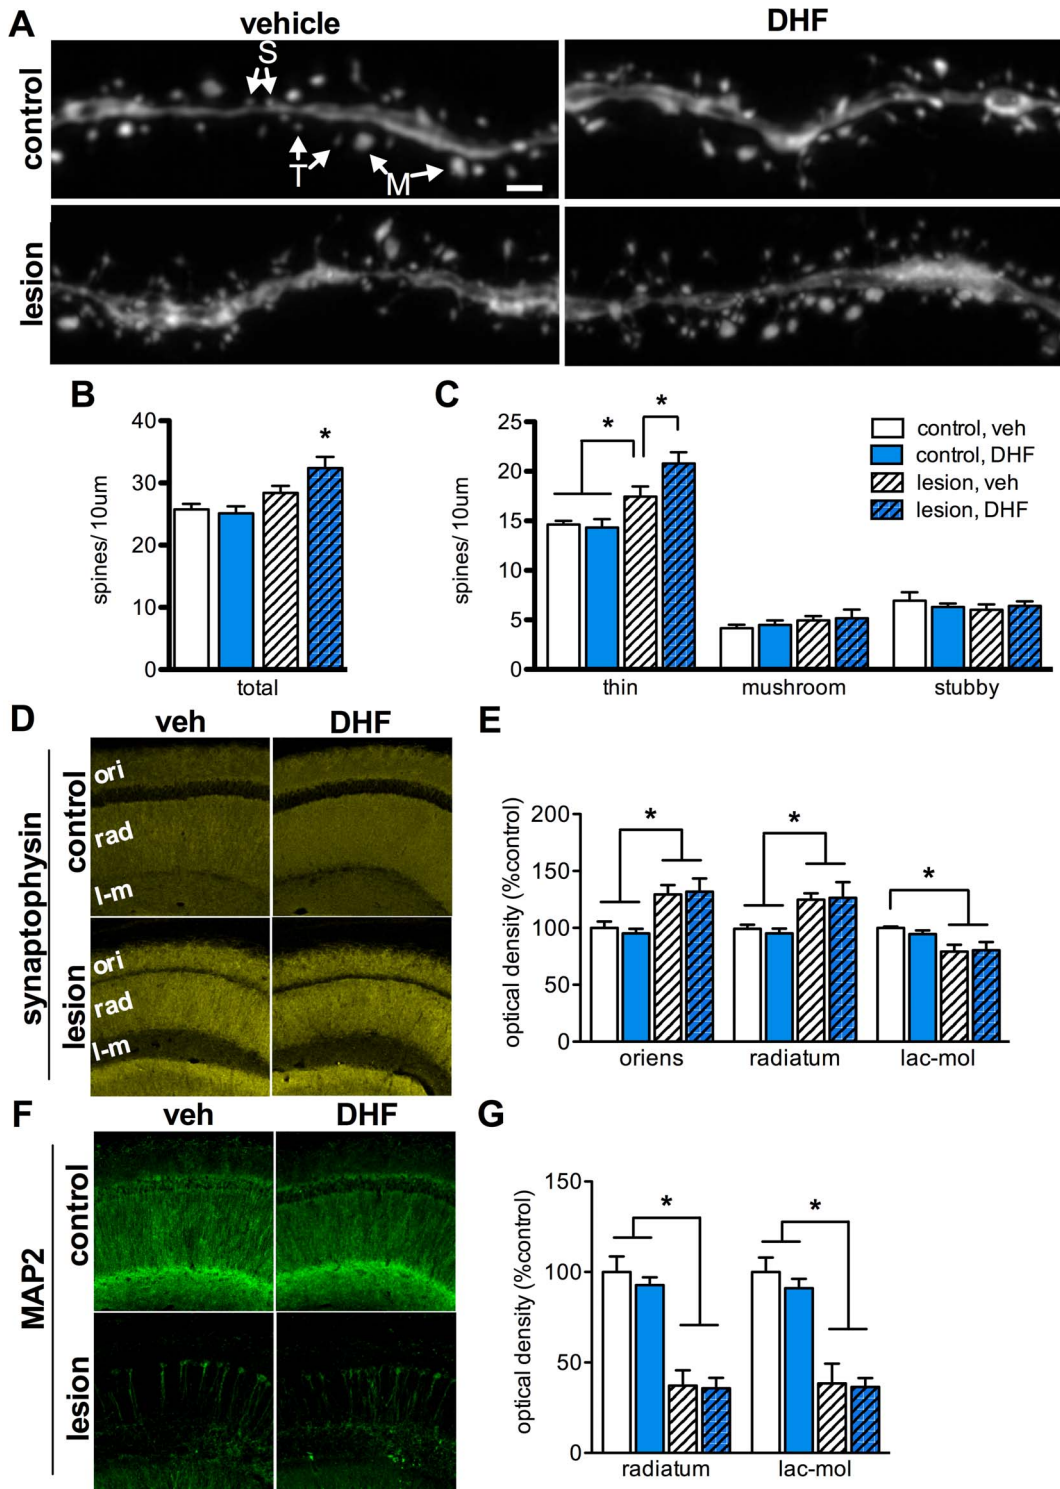 A
vehicle
DHF
control
S
T
M
lesion
B
C
40
30
20
10
0
spines/ 10um
*
total
25
20
15
10
5
0
spines/ 10um
*
*
thin
mushroom
stubby
control, veh
control, DHF
lesion, veh
lesion, DHF
D
veh
DHF
synaptophysin
control
ori
rad
l-m
lesion
ori
rad
l-m
E
200
150
100
50
0
optical density (%control)
*
*
*
oriens
radiatum
lac-mol
F
veh
DHF
MAP2
control
lesion
G
150
100
50
0
optical density (%control)
*
*
radiatum
lac-mol